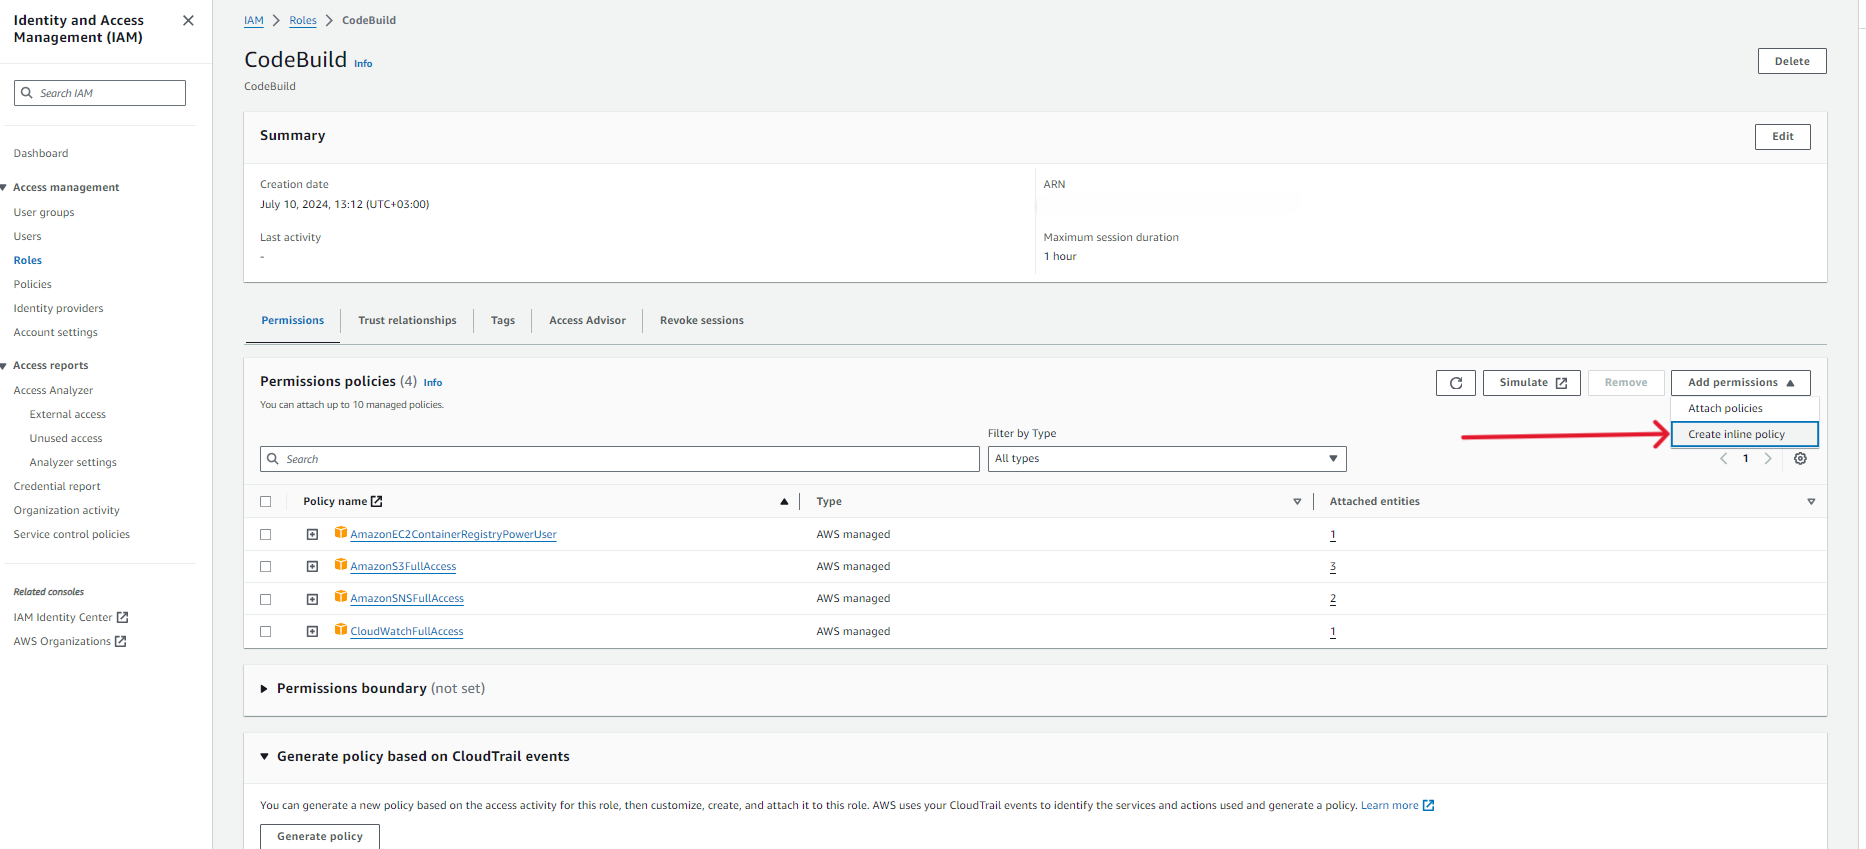 Identity and Access
Management (IAM)
Search IAM
Dashboard
Access management
User groups
Users
Roles
Policies
Identity providers
Account settings
Access reports
Access Analyzer
External access
Unused access
Analyzer settings
Credential report
Organization activity
Service control policies
Related consoles
IAM Identity Center
AWS Organizations
IAM > Roles > CodeBuild
CodeBuild Info
Delete
CodeBuild
Summary
Edit
Creation date
July 10, 2024, 13:12 (UTC+03:00)
ARN
Last activity
-
Maximum session duration
1 hour
Permissions
Trust relationships
Tags
Access Advisor
Revoke sessions
Permissions policies (4) Info
You can attach up to 10 managed policies.
Simulate
Remove
Add permissions
Attach policies
Create inline policy
Filter by Type
Search
All types
1
Policy name
Type
Attached entities
AmazonEC2ContainerRegistryPowerUser
AWS managed
1
AmazonS3FullAccess
AWS managed
3
AmazonSNSFullAccess
AWS managed
2
CloudWatchFullAccess
AWS managed
1
Permissions boundary (not set)
Generate policy based on CloudTrail events
You can generate a new policy based on the access activity for this role, then customize, create, and attach it to this role. AWS uses your CloudTrail events to identify the services and actions used and generate a policy. Learn more
Generate policy